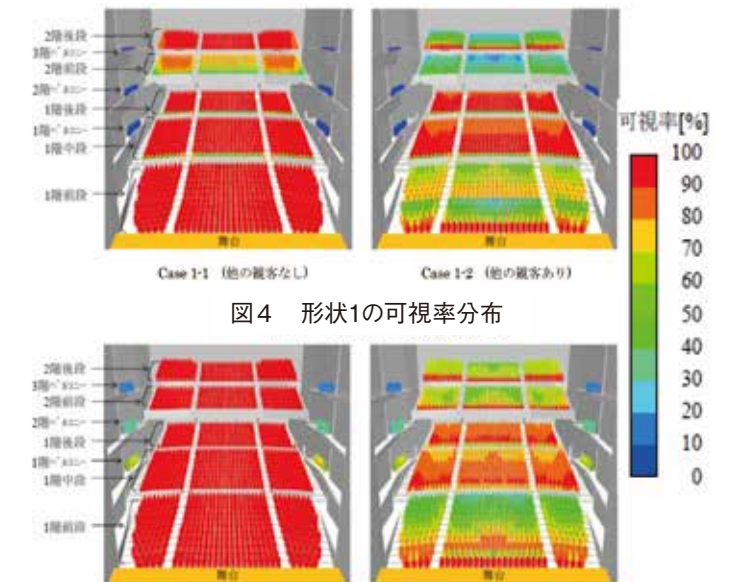 2階後段
3階バルコニー
2階前段
2階バルコニー
1階後段
1階バルコニー
1階中段
1階前段
舞台
舞台
可視率[%]
100
90
80
70
60
50
40
30
20
10
0
Case 1-1 (他の観客なし)
Case 1-2 (他の観客あり)
図4 形状1の可視率分布
2階後段
3階バルコニー
2階前段
2階バルコニー
1階後段
1階バルコニー
1階中段
1階前段
舞台
舞台